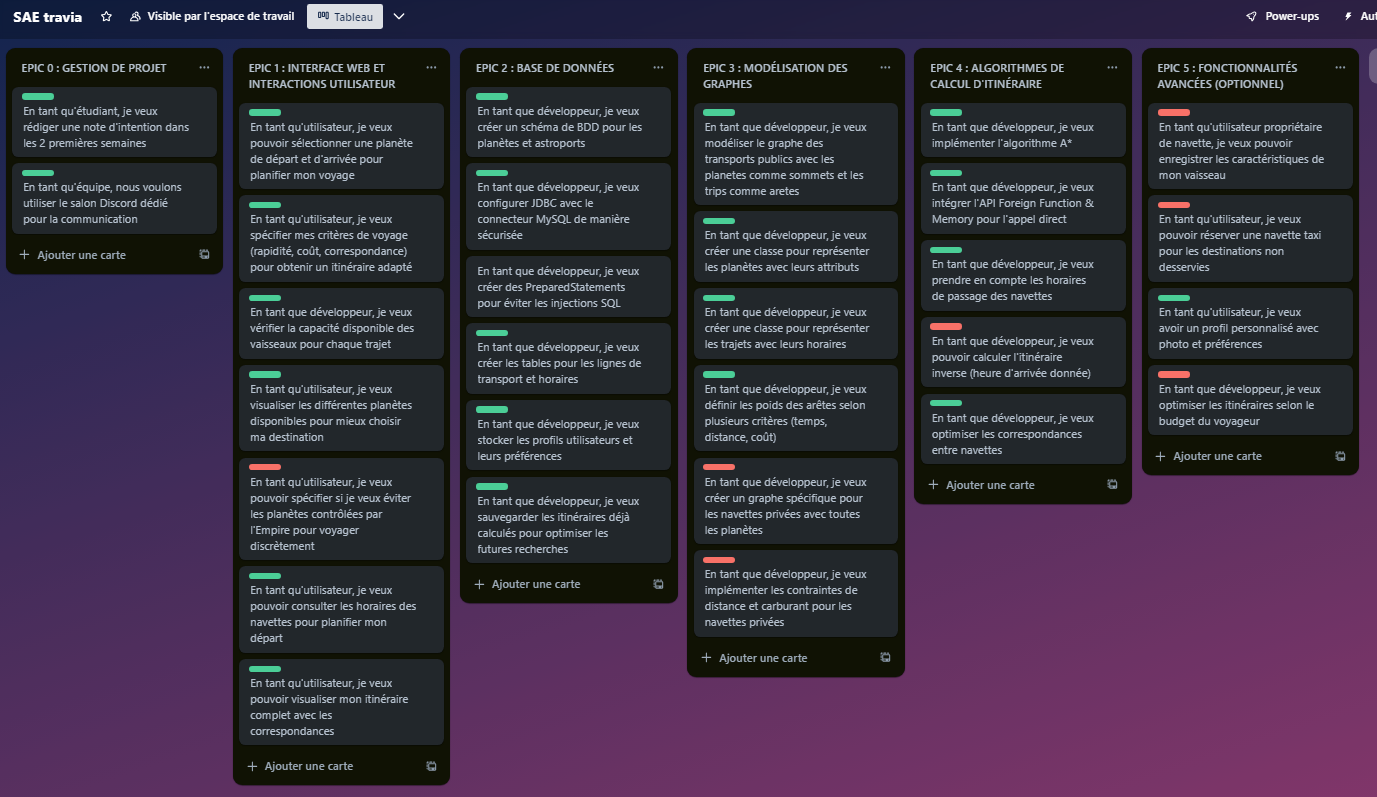 SAE travia
Visible par l'espace de travail
Tableau
Power-ups
EPIC 0 : GESTION DE PROJET
En tant qu'étudiant, je veux
rédiger une note d'intention dans
les 2 premières semaines
En tant qu'équipe, nous voulons
utiliser le salon Discord dédié
pour la communication
Ajouter une carte
EPIC 1 : INTERFACE WEB ET
INTERACTIONS UTILISATEUR
En tant qu'utilisateur, je veux
pouvoir sélectionner une planète
de départ et d'arrivée pour
planifier mon voyage
En tant qu'utilisateur, je veux
spécifier mes critères de voyage
(rapidité, coût, correspondance)
pour obtenir un itinéraire adapté
En tant que développeur, je veux
vérifier la capacité disponible des
vaisseaux pour chaque trajet
En tant qu'utilisateur, je veux
visualiser les différentes planètes
disponibles pour mieux choisir
ma destination
En tant qu'utilisateur, je veux
pouvoir spécifier si je veux éviter
les planètes contrôlées par
l'Empire pour voyager
discrètement
En tant qu'utilisateur, je veux
pouvoir consulter les horaires des
navettes pour planifier mon
départ
En tant qu'utilisateur, je veux
pouvoir visualiser mon itinéraire
complet avec les
correspondances
Ajouter une carte
EPIC 2 : BASE DE DONNÉES
En tant que développeur, je veux
créer un schéma de BDD pour les
planètes et astroports
En tant que développeur, je veux
configurer JDBC avec le
connecteur MySQL de manière
sécurisée
En tant que développeur, je veux
créer des PreparedStatements
pour éviter les injections SQL
En tant que développeur, je veux
créer les tables pour les lignes de
transport et horaires
En tant que développeur, je veux
stocker les profils utilisateurs et
leurs préférences
En tant que développeur, je veux
sauvegarder les itinéraires déjà
calculés pour optimiser les
futures recherches
Ajouter une carte
EPIC 3 : MODÉLISATION DES
GRAPHES
En tant que développeur, je veux
modéliser le graphe des
transports publics avec les
planetes comme sommets et les
trips comme aretes
En tant que développeur, je veux
créer une classe pour représenter
les planètes avec leurs attributs
En tant que développeur, je veux
créer une classe pour représenter
les trajets avec leurs horaires
En tant que développeur, je veux
définir les poids des arêtes selon
plusieurs critères (temps,
distance, coût)
En tant que développeur, je veux
créer un graphe spécifique pour
les navettes privées avec toutes
les planètes
En tant que développeur, je veux
implémenter les contraintes de
distance et carburant pour les
navettes privées
Ajouter une carte
EPIC 4 : ALGORITHMES DE
CALCUL D'ITINÉRAIRE
En tant que développeur, je veux
implémenter l'algorithme A*
En tant que développeur, je veux
intégrer l'API Foreign Function &
Memory pour l'appel direct
En tant que développeur, je veux
prendre en compte les horaires
de passage des navettes
En tant que développeur, je veux
pouvoir calculer l'itinéraire
inverse (heure d'arrivée donnée)
En tant que développeur, je veux
optimiser les correspondances
entre navettes
Ajouter une carte
EPIC 5 : FONCTIONNALITÉS
AVANCÉES (OPTIONNEL)
En tant qu'utilisateur propriétaire
de navette, je veux pouvoir
enregistrer les caractéristiques de
mon vaisseau
En tant qu'utilisateur, je veux
pouvoir réserver une navette taxi
pour les destinations non
desservies
En tant qu'utilisateur, je veux
avoir un profil personnalisé avec
photo et préférences
En tant que développeur, je veux
optimiser les itinéraires selon le
budget du voyageur
Ajouter une carte